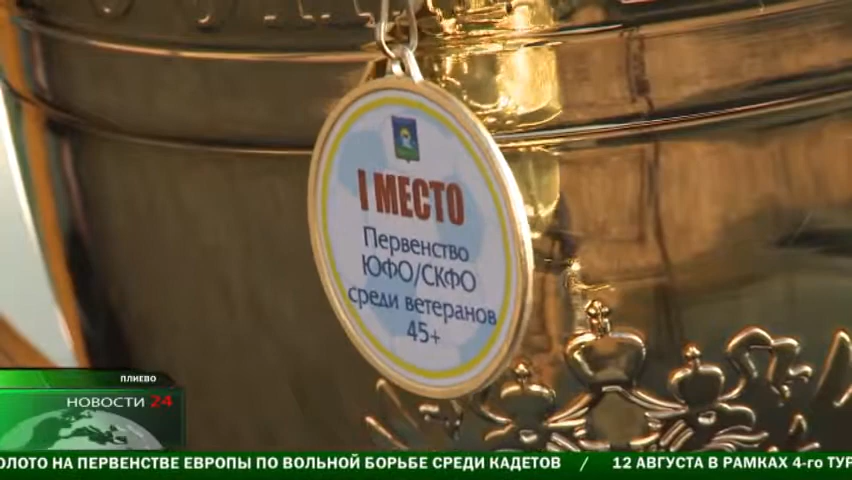 I МЕСТО
Первенство
ЮФО/СКФО
среди ветеранов
45+
ПЛИЕВО
НОВОСТИ 24
ОЛОТО НА ПЕРВЕНСТВЕ ЕВРОПЫ ПО ВОЛЬНОЙ БОРЬБЕ СРЕДИ КАДЕТОВ / 12 АВГУСТА В РАМКАХ 4-го ТУР